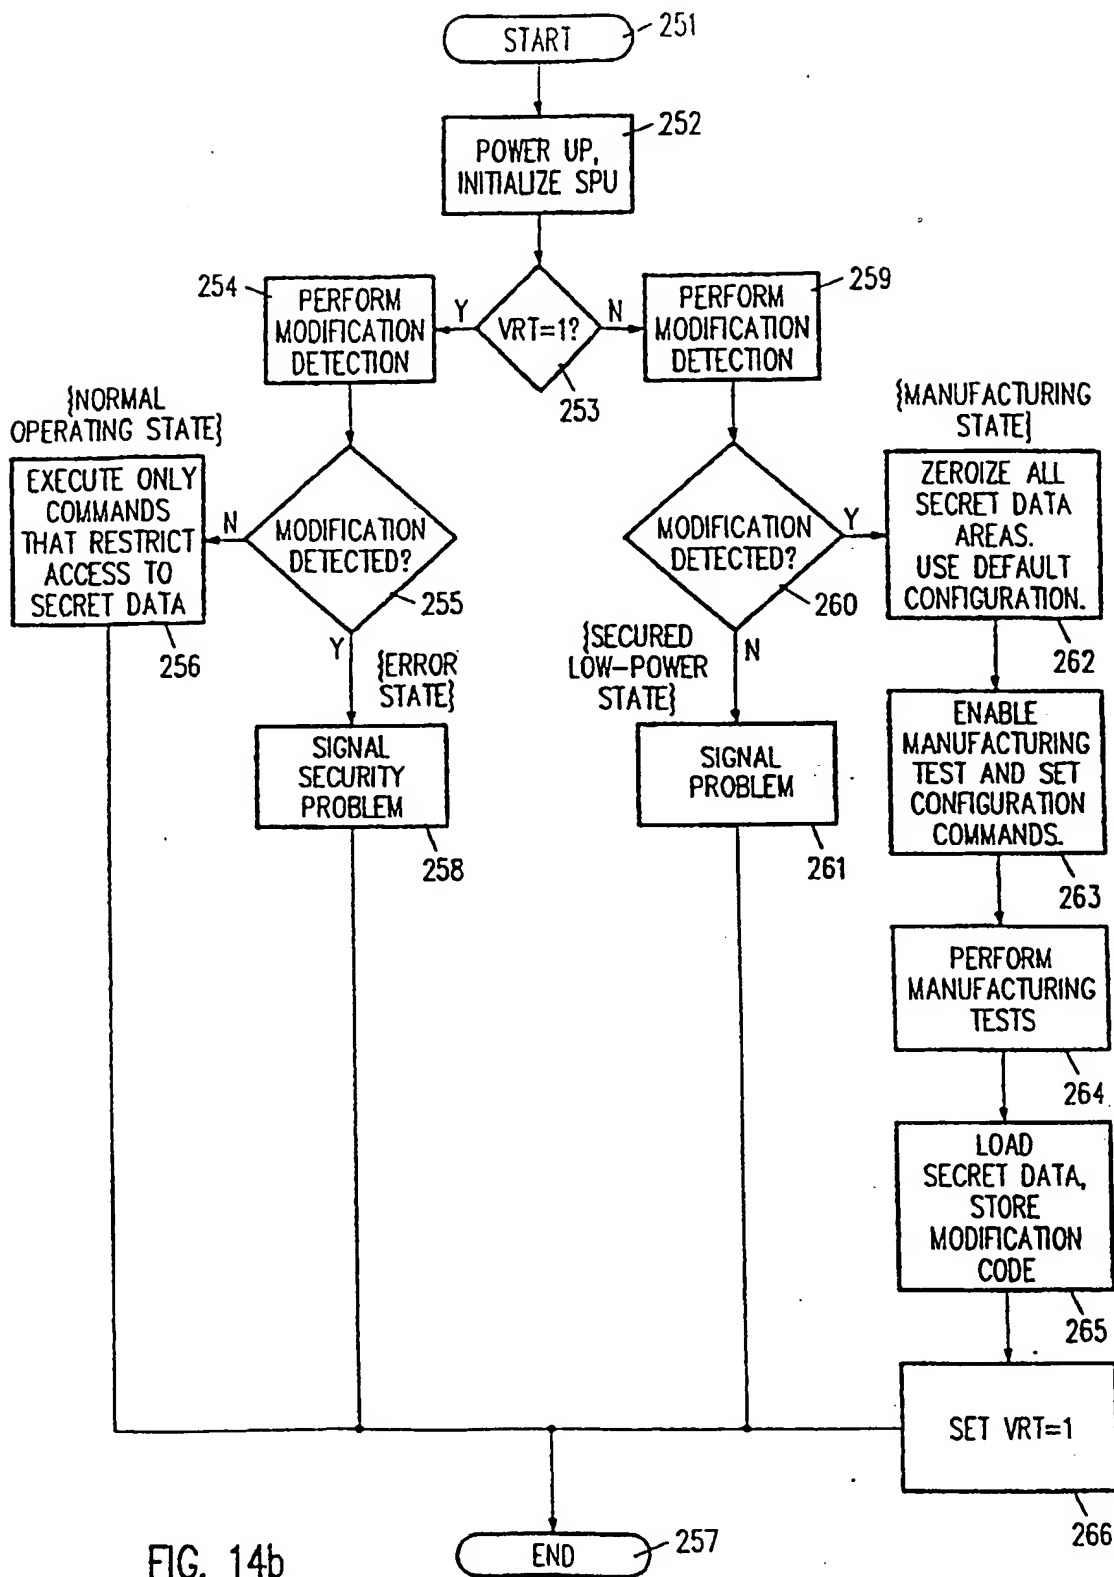 START
251
POWER UP,
INITIALIZE SPU
252
VRT=1?
253
Y
N
254
PERFORM
MODIFICATION
DETECTION
259
PERFORM
MODIFICATION
DETECTION
{NORMAL
OPERATING STATE}
EXECUTE ONLY
COMMANDS
THAT RESTRICT
ACCESS TO
SECRET DATA
256
N
MODIFICATION
DETECTED?
255
Y
{ERROR
STATE}
SIGNAL
SECURITY
PROBLEM
258
MODIFICATION
DETECTED?
260
Y
N
{SECURED
LOW-POWER
STATE}
SIGNAL
PROBLEM
261
{MANUFACTURING
STATE}
ZEROIZE ALL
SECRET DATA
AREAS.
USE DEFAULT
CONFIGURATION.
262
ENABLE
MANUFACTURING
TEST AND SET
CONFIGURATION
COMMANDS.
263
PERFORM
MANUFACTURING
TESTS
264
LOAD
SECRET DATA,
STORE
MODIFICATION
CODE
265
SET VRT=1
266
END
257
FIG. 14b